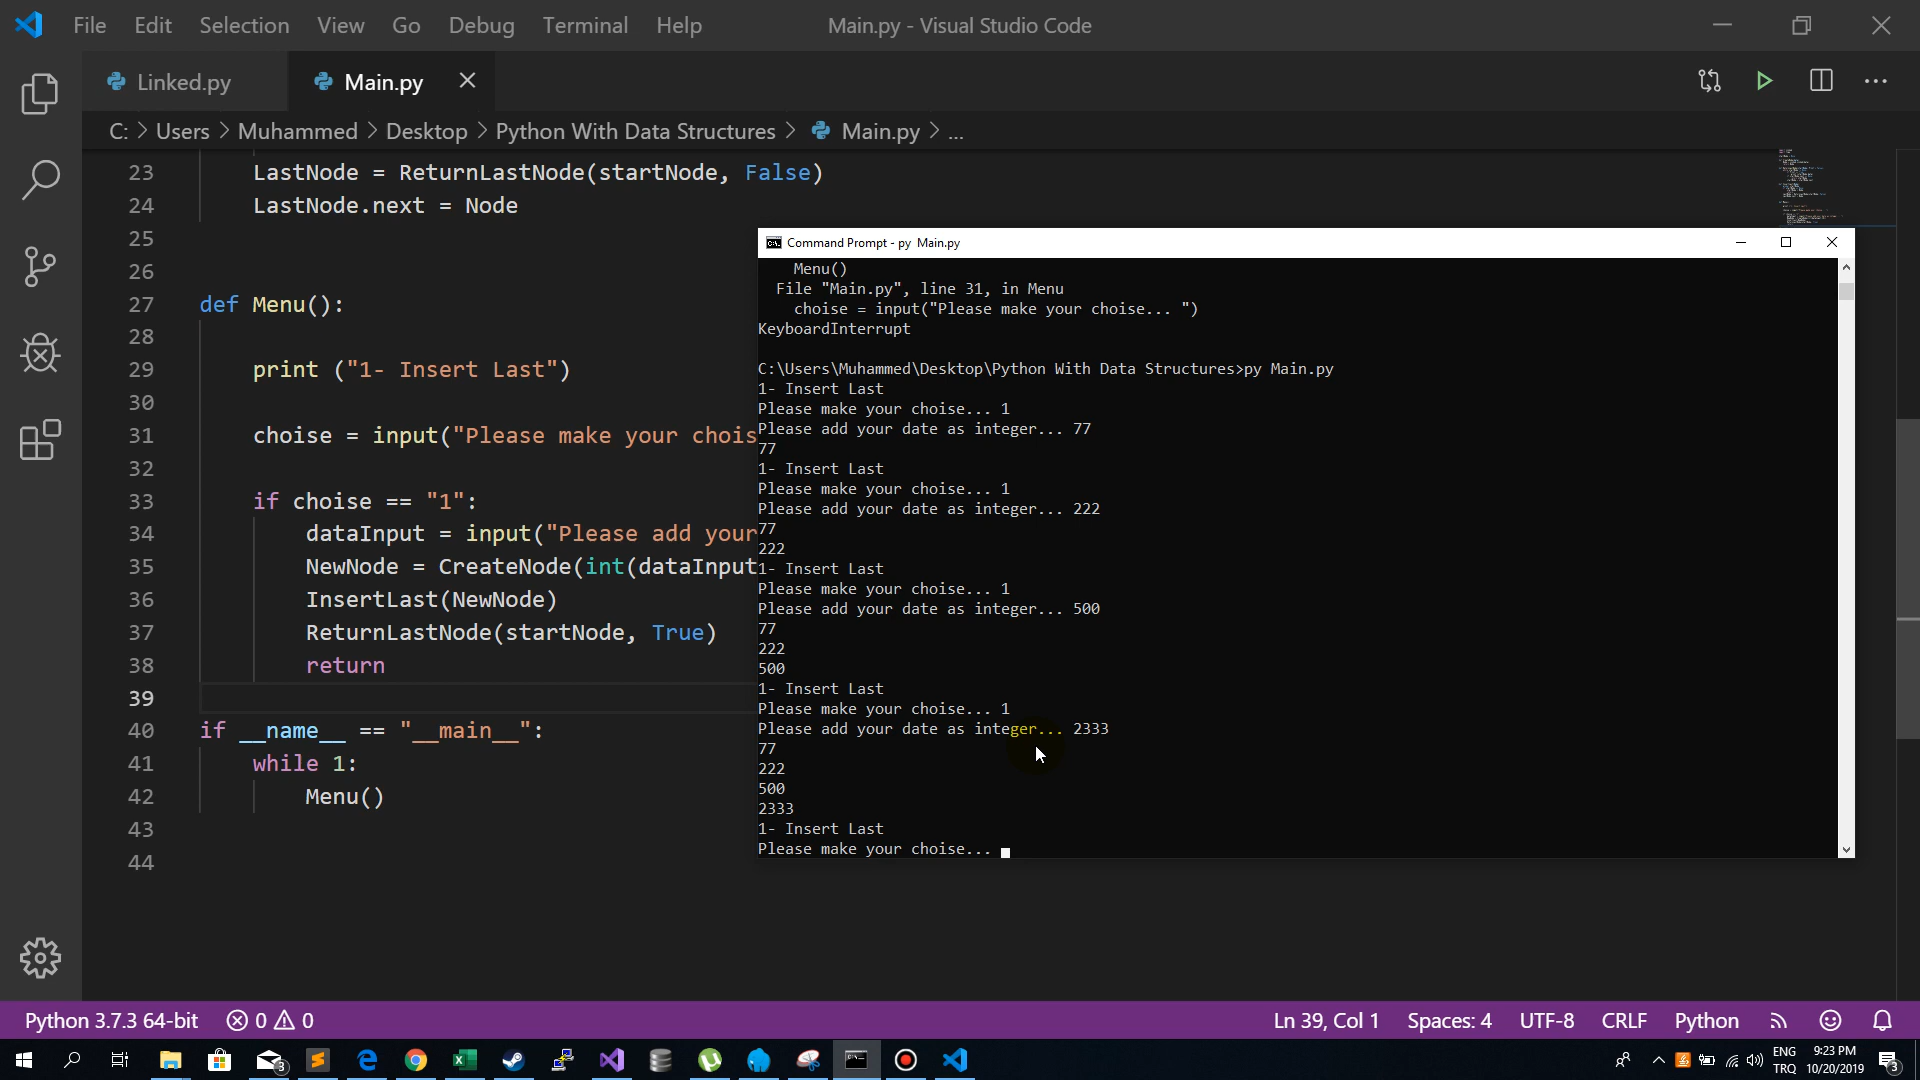 File Edit Selection View Go Debug Terminal Help
Main.py - Visual Studio Code
Linked.py
Main.py
C: > Users > Muhammed > Desktop > Python With Data Structures > Main.py > ...
23 LastNode = ReturnLastNode(startNode, False)
24 LastNode.next = Node
25
26
27 def Menu():
28
29 print ("1- Insert Last")
30
31 choise = input("Please make your chois
32
33 if choise == "1":
34 dataInput = input("Please add your
35 NewNode = CreateNode(int(dataInput
36 InsertLast(NewNode)
37 ReturnLastNode(startNode, True)
38 return
39
40 if __name__ == "__main__":
41 while 1:
42 Menu()
43
44
Command Prompt - py Main.py
Menu()
File "Main.py", line 31, in Menu
choise = input("Please make your choise... ")
KeyboardInterrupt
C:\Users\Muhammed\Desktop\Python With Data Structures>py Main.py
1- Insert Last
Please make your choise... 1
Please add your date as integer... 77
77
1- Insert Last
Please make your choise... 1
Please add your date as integer... 222
77
222
1- Insert Last
Please make your choise... 1
Please add your date as integer... 500
77
222
500
1- Insert Last
Please make your choise... 1
Please add your date as integer... 2333
77
222
500
2333
1- Insert Last
Please make your choise...
Python 3.7.3 64-bit
0
0
Ln 39, Col 1
Spaces: 4
UTF-8
CRLF
Python
3
ENG
TRQ
9:23 PM
10/20/2019
3